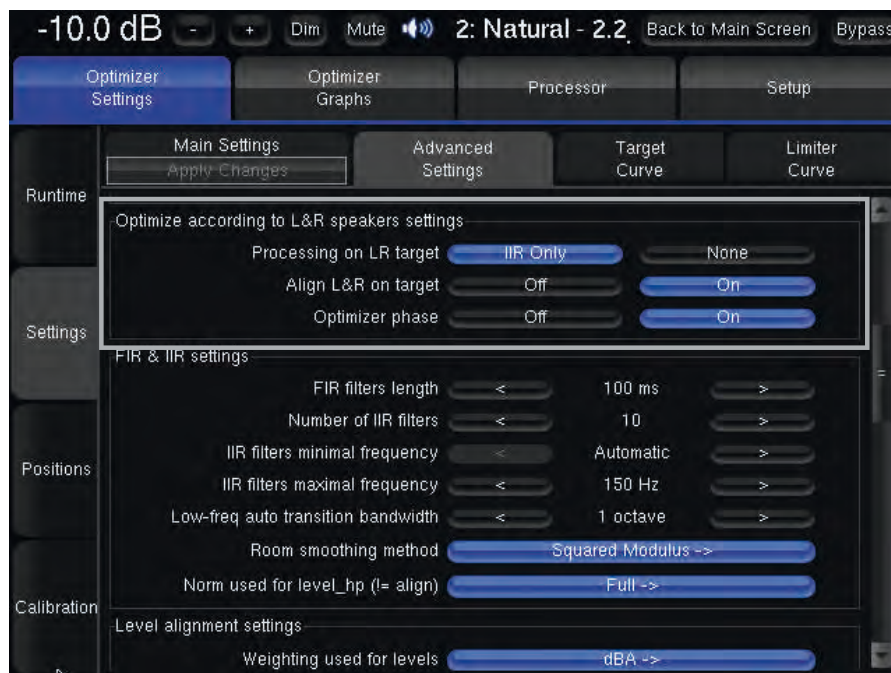 -10.0 dB - + Dim Mute 2: Natural - 2.2. Back to Main Screen Bypass
Optimizer Settings
Optimizer Graphs
Processor
Setup
Main Settings
Apply Changes
Advanced Settings
Target Curve
Limiter Curve
Runtime
Settings
Positions
Calibration
Optimize according to L&R speakers settings
Processing on LR target IIR Only None
Align L&R on target Off On
Optimizer phase Off On
FIR & IIR settings
FIR filters length < 100 ms >
Number of IIR filters < 10 >
IIR filters minimal frequency < Automatic >
IIR filters maximal frequency < 150 Hz >
Low-freq auto transition bandwidth < 1 octave >
Room smoothing method Squared Modulus ->
Norm used for level_hp (!= align) Full ->
Level alignment settings
Weighting used for levels dBA ->